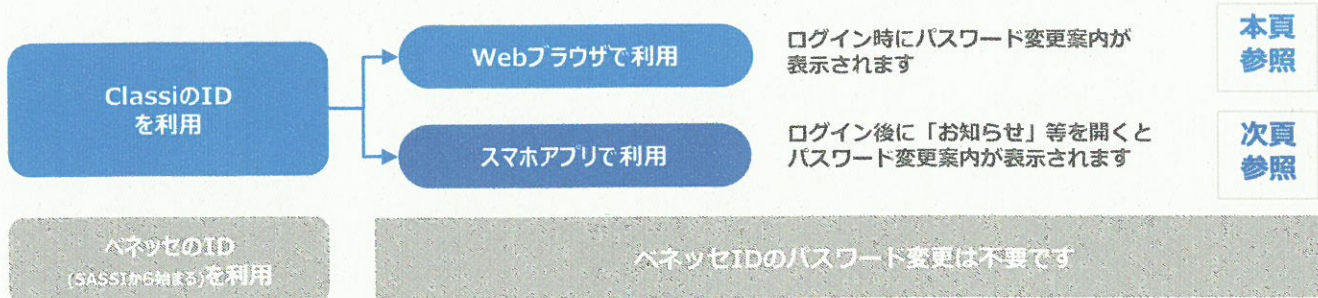 ClassiのID
を利用
Webブラウザで利用
ログイン時にパスワード変更案内が
表示されます
本頁
参照
スマホアプリで利用
ログイン後に「お知らせ」等を開くと
パスワード変更案内が表示されます
次頁
参照
ベネッセのID
(SASSIから始まる)を利用
ベネッセIDのパスワード変更は不要です